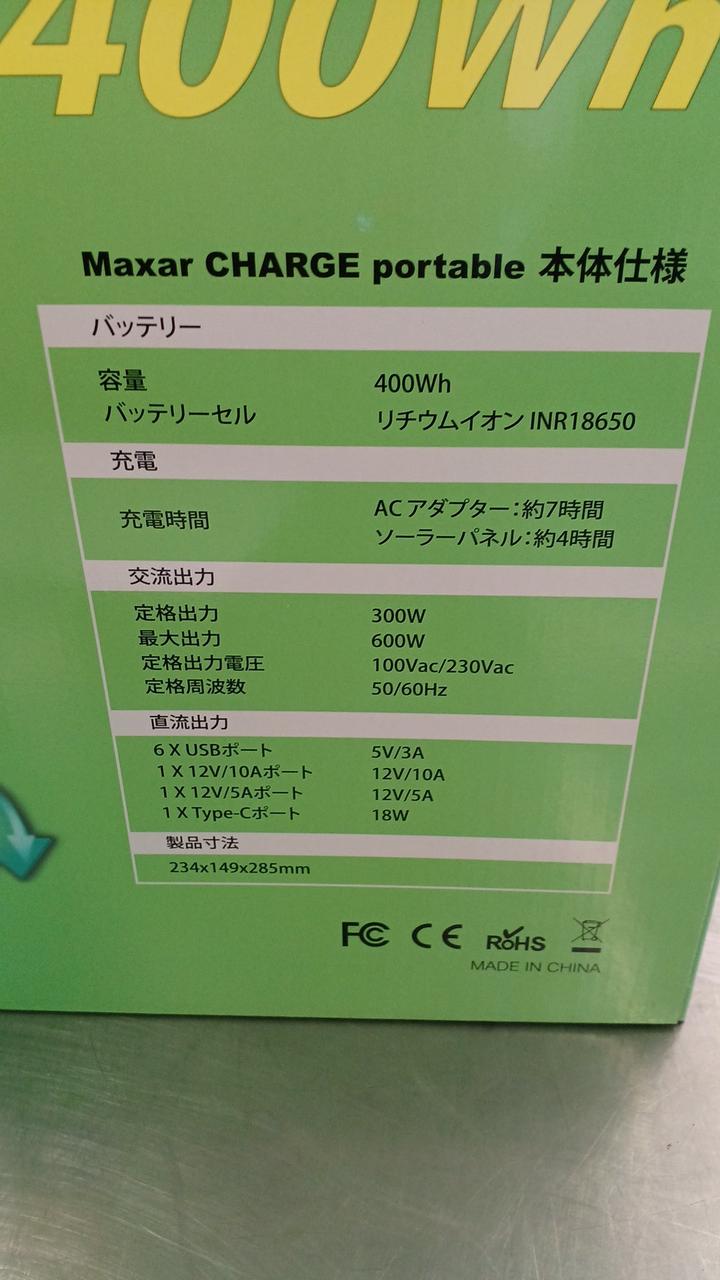 400Wh
Maxar CHARGE portable 本体仕様
バッテリー
容量 400Wh
バッテリーセル リチウムイオン INR18650
充電
充電時間 ACアダプター:約7時間
ソーラーパネル:約4時間
交流出力
定格出力 300W
最大出力 600W
定格出力電圧 100Vac/230Vac
定格周波数 50/60Hz
直流出力
6 X USBポート 5V/3A
1 X 12V/10Aポート 12V/10A
1 X 12V/5Aポート 12V/5A
1 X Type-Cポート 18W
製品寸法
234x149x285mm
FC CE RoHS
MADE IN CHINA